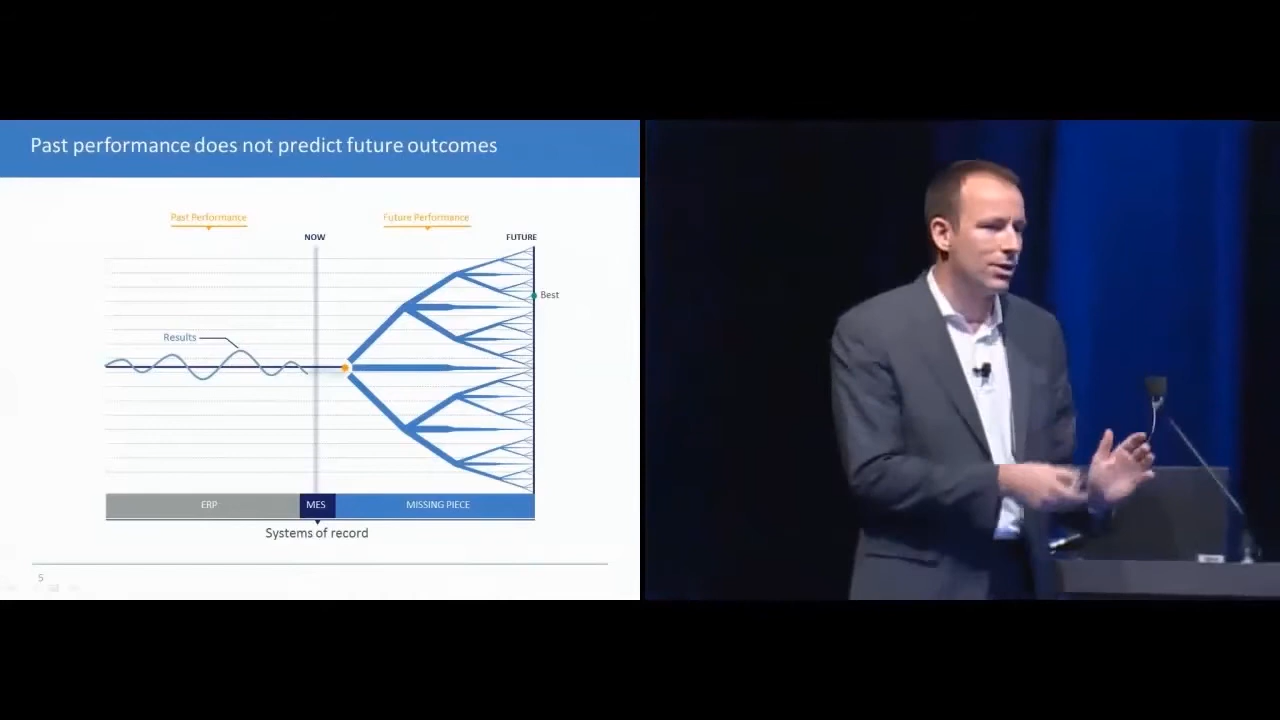 Past performance does not predict future outcomes
Past Performance
Future Performance
NOW
FUTURE
Best
Results
ERP
MES
MISSING PIECE
Systems of record
5